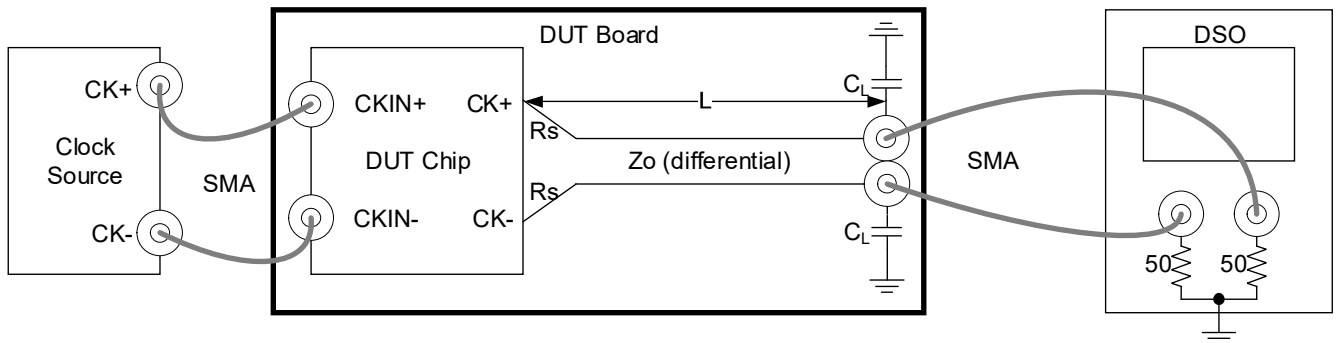 DUT Board
DSO
CK+
Clock
Source
CK-
SMA
CKIN+
DUT Chip
CKIN-
CK+
CK-
Rs
Rs
L
Zo (differential)
CL
CL
SMA
50
50